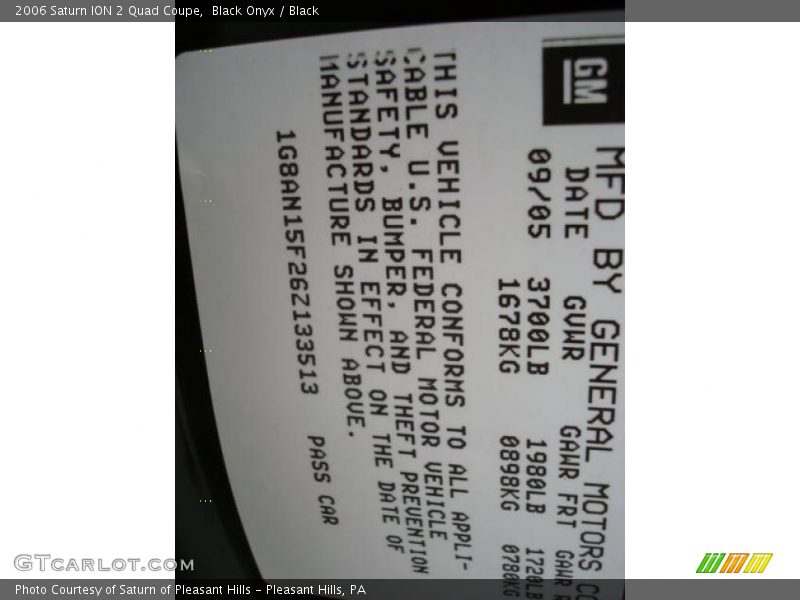 2006 Saturn ION 2 Quad Coupe,  Black Onyx / Black
GM
MFD BY GENERAL MOTORS
DATE GVWR GAWR FRT GAWR
09/05 3700LB 1980LB 1720LB
1678KG 0898KG 0780KG
THIS VEHICLE CONFORMS TO ALL APPLI-
CABLE U.S. FEDERAL MOTOR VEHICLE
SAFETY, BUMPER, AND THEFT PREVENTION
STANDARDS IN EFFECT ON THE DATE OF
MANUFACTURE SHOWN ABOVE.
1G8AN15F26Z133513 PASS CAR
GTCarlot.com
Photo Courtesy of Saturn of Pleasant Hills – Pleasant Hills, PA